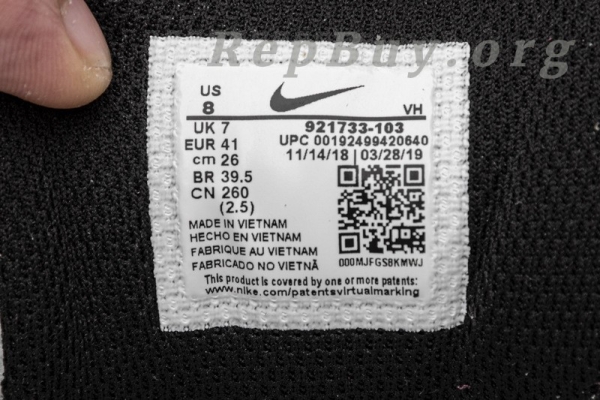 RepBuy.org
US
8
VH
UK 7
921733-103
EUR 41
UPC 00192499420640
cm 26
11/14/18 | 03/28/19
BR 39.5
CN 260
(2.5)
MADE IN VIETNAM
HECHO EN VIETNAM
FABRIQUE AU VIETNAM
FABRICADO NO VIETNÃ
000MJFGS8KMWJ
This product is covered by one or more patents:
www.nike.com/patentsvirtualmarking